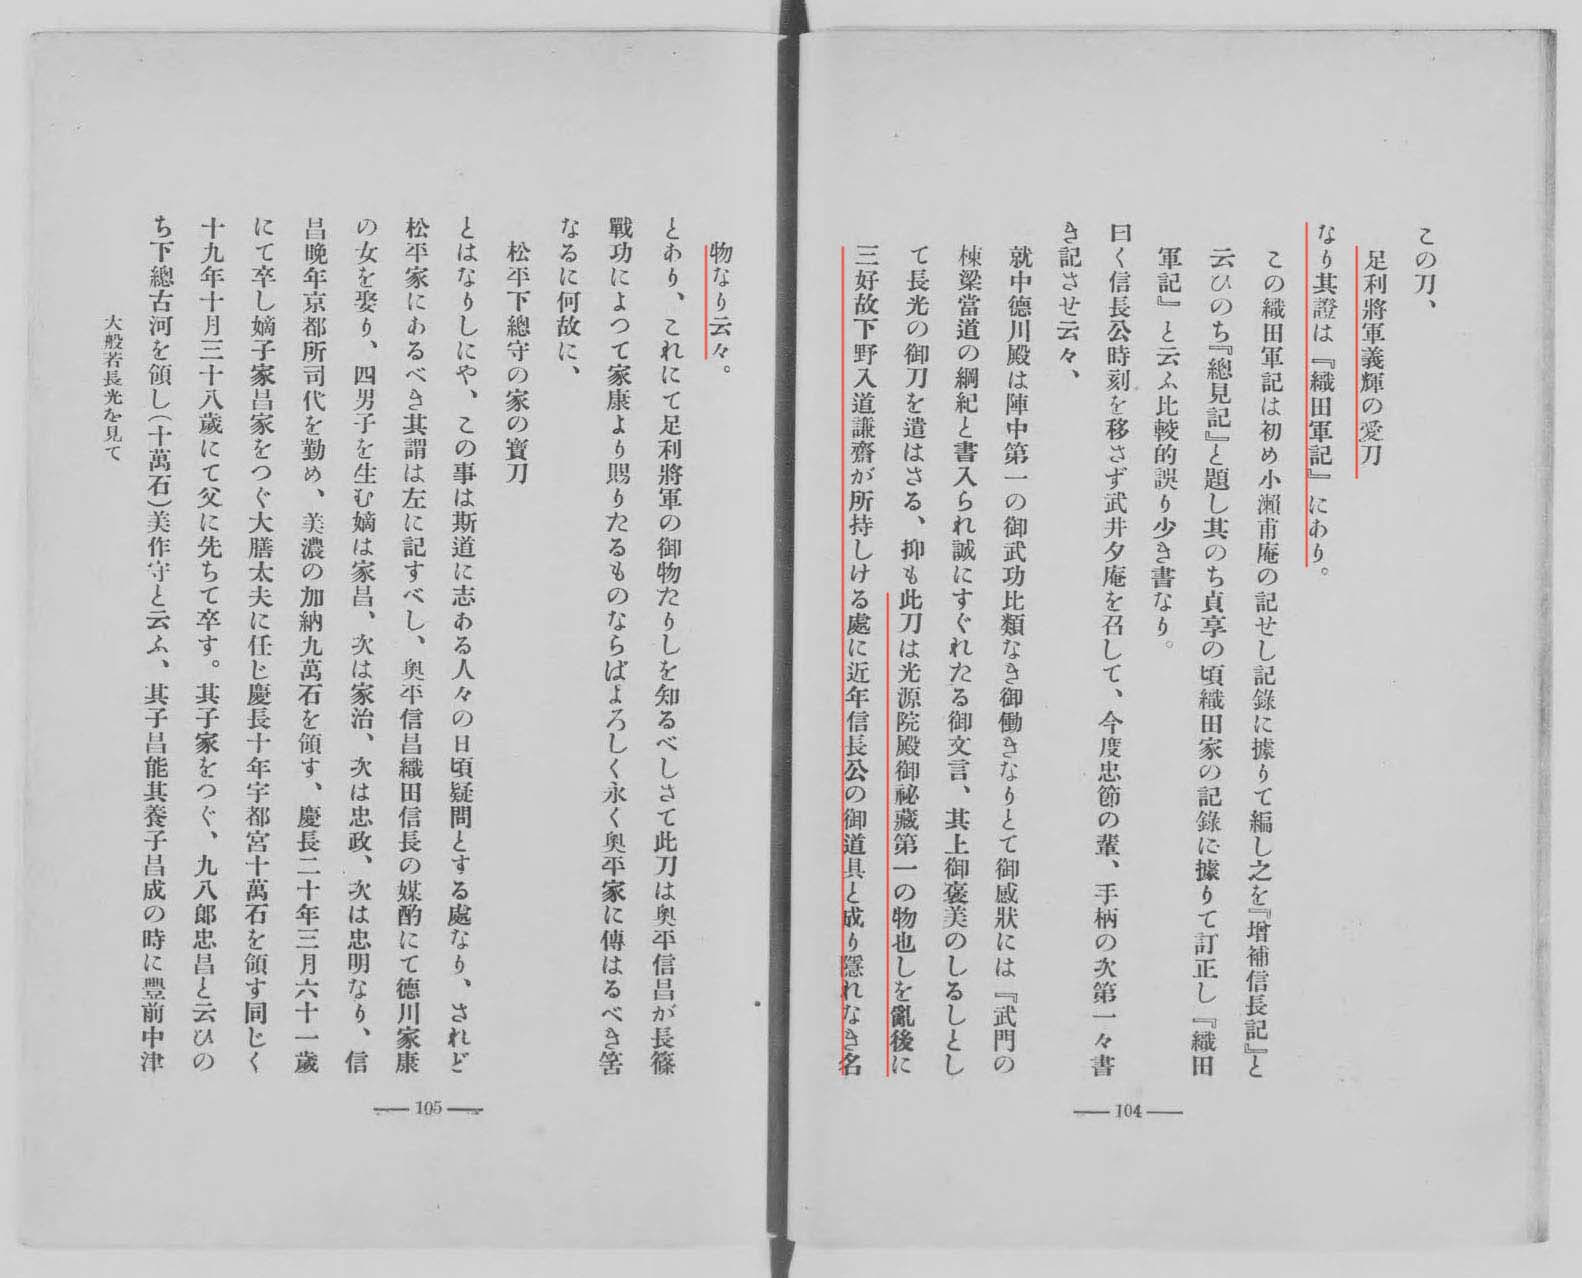 この刀、
足利將軍義輝の愛刀
なり其證は『織田軍記』にあり。
この織田軍記は初め小瀨甫庵の記せし記錄に據りて編し之を『增補信長記』と
云ひのち『總見記』と題し其のち貞享の頃織田家の記錄に據りて訂正し『織田
軍記』と云ふ比較的誤り少き書なり。
曰く信長公時刻を移さず武井夕庵を召して、今度忠節の輩、手柄の次第一々書
き記させ云々、
就中德川殿は陣中第一の御武功比類なき御働きなりとて御感狀には『武門の
棟梁當道の綱紀と書入られ誠にすぐれたる御文言、其上御褒美のしるしとし
て長光の御刀を遣はさる、抑も此刀は光源院殿御祕藏第一の物也しを亂後に
三好故下野入道謙齋が所持しける處に近年信長公の御道具と成り隱れなき名
104
物なり云々。
とあり、これにて足利將軍の御物たりしを知るべしさて此刀は奥平信昌が長篠
戰功によつて家康より賜りたるものならばよろしく永く奥平家に傳はるべき筈
なるに何故に、
松平下總守の家の寶刀
とはなりしにや、この事は斯道に志ある人々の日頃疑問とする處なり、されど
松平家にあるべき其謂は左に記すべし、奥平信昌織田信長の媒酌にて德川家康
の女を娶り、四男子を生む嫡は家昌、次は家治、次は忠政、次は忠明なり、信
昌晩年京都所司代を勤め、美濃の加納九萬石を領す、慶長二十年三月六十一歲
にて卒し嫡子家昌家をつぐ大膳太夫に任じ慶長十年宇都宮十萬石を領す同じく
十九年十月三十八歲にて父に先ちて卒す。其子家をつぐ、九八郎忠昌と云ひの
ち下總古河を領し(十萬石)美作守と云ふ、其子昌能其養子昌成の時に豐前中津
大般若長光を見て
105